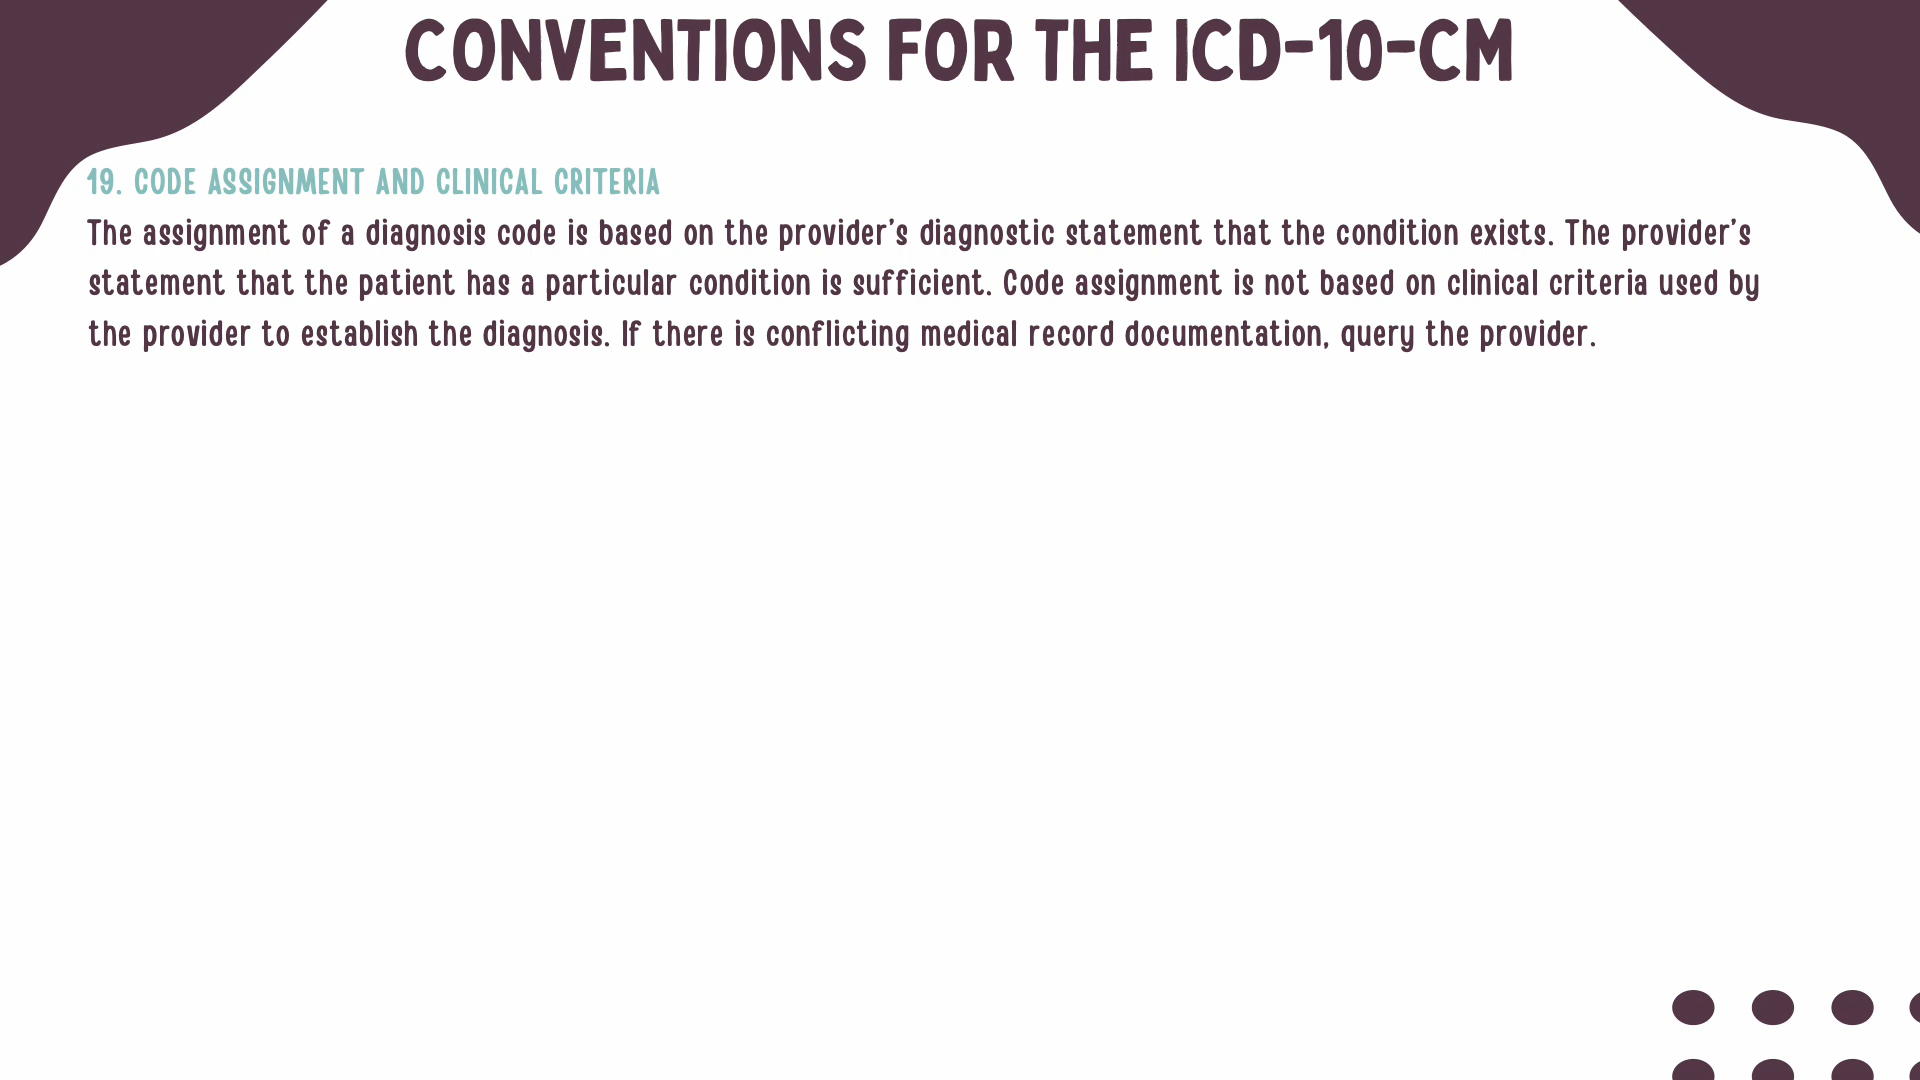 CONVENTIONS FOR THE ICD-10-CM
19. CODE ASSIGNMENT AND CLINICAL CRITERIA
The assignment of a diagnosis code is based on the provider's diagnostic statement that the condition exists. The provider's
statement that the patient has a particular condition is sufficient. Code assignment is not based on clinical criteria used by
the provider to establish the diagnosis. If there is conflicting medical record documentation, query the provider.